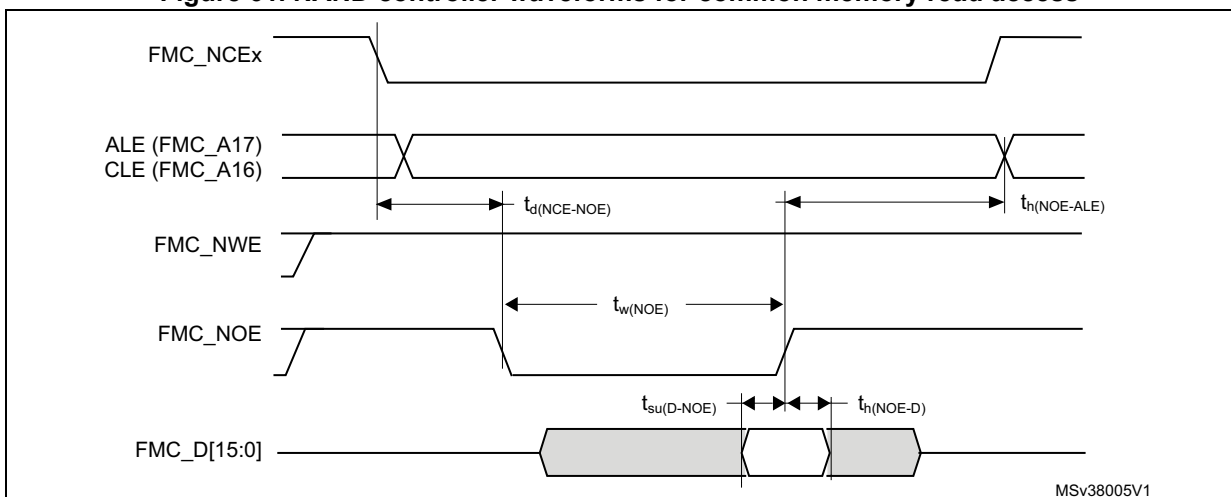 FMC_NCEx
ALE (FMC_A17)
CLE (FMC_A16)
td(NCE-NOE)
th(NOE-ALE)
FMC_NWE
tw(NOE)
FMC_NOE
tsu(D-NOE)
th(NOE-D)
FMC_D[15:0]
MSv38005V1